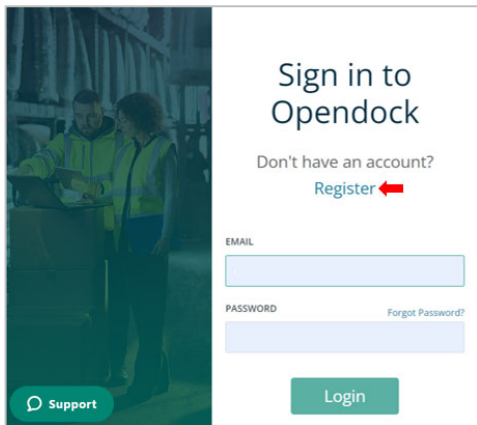 Sign in to
Opendock
Don't have an account?
Register
EMAIL
PASSWORD Forgot Password?
Login
Support